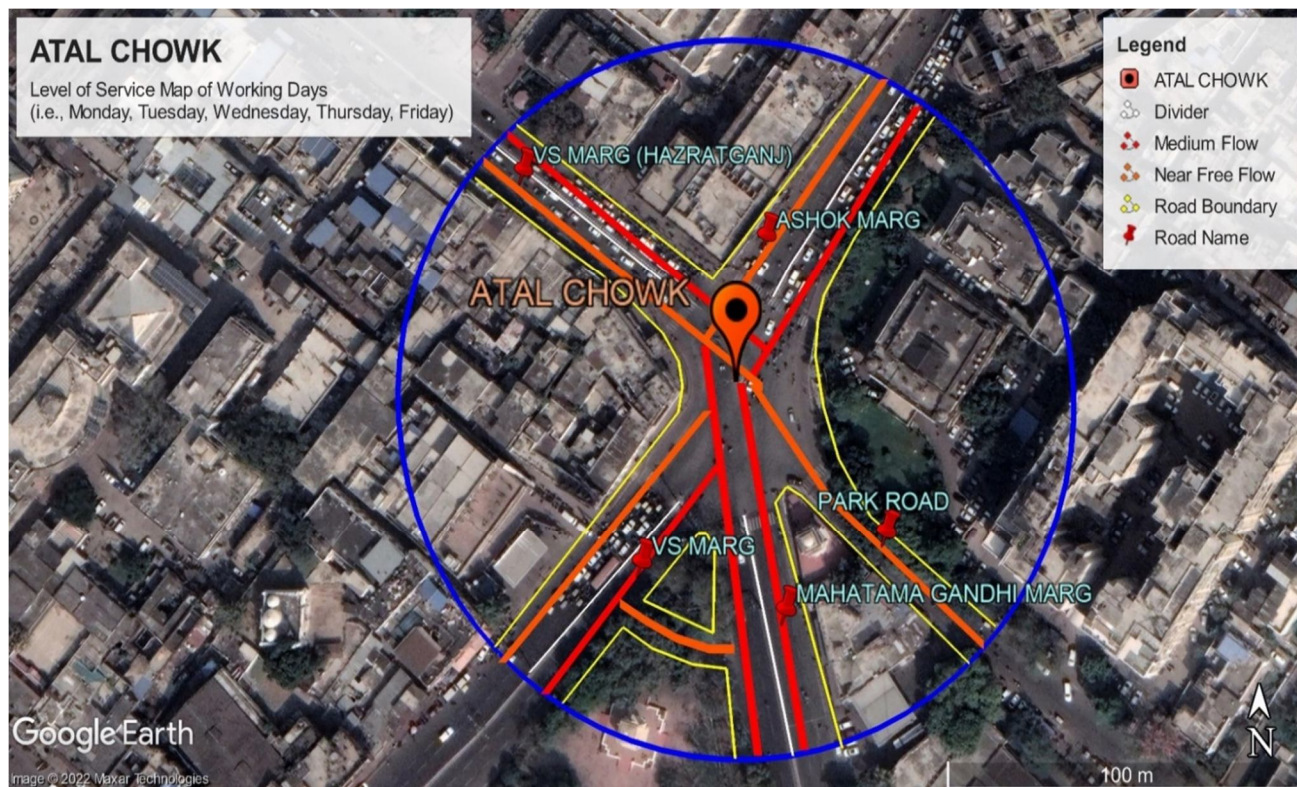 ATAL CHOWK
Level of Service Map of Working Days
(i.e., Monday, Tuesday, Wednesday, Thursday, Friday)
Legend
ATAL CHOWK
Divider
Medium Flow
Near Free Flow
Road Boundary
Road Name
VS MARG (HAZRATGANJ)
ASHOK MARG
ATAL CHOWK
PARK ROAD
VS MARG
MAHATAMA GANDHI MARG
Google Earth
Image © 2022 Maxar Technologies
N
100 m